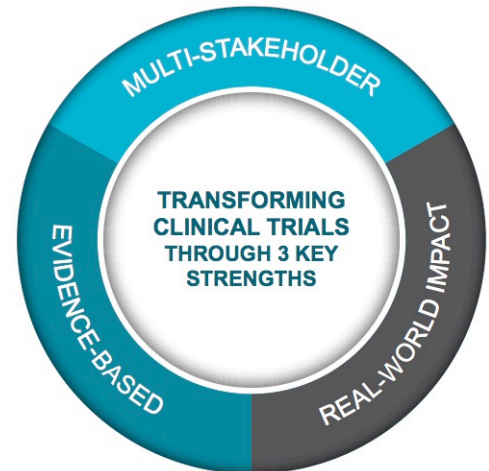 MULTI-STAKEHOLDER
TRANSFORMING
CLINICAL TRIALS
THROUGH 3 KEY
STRENGTHS
EVIDENCE-BASED
REAL-WORLD IMPACT